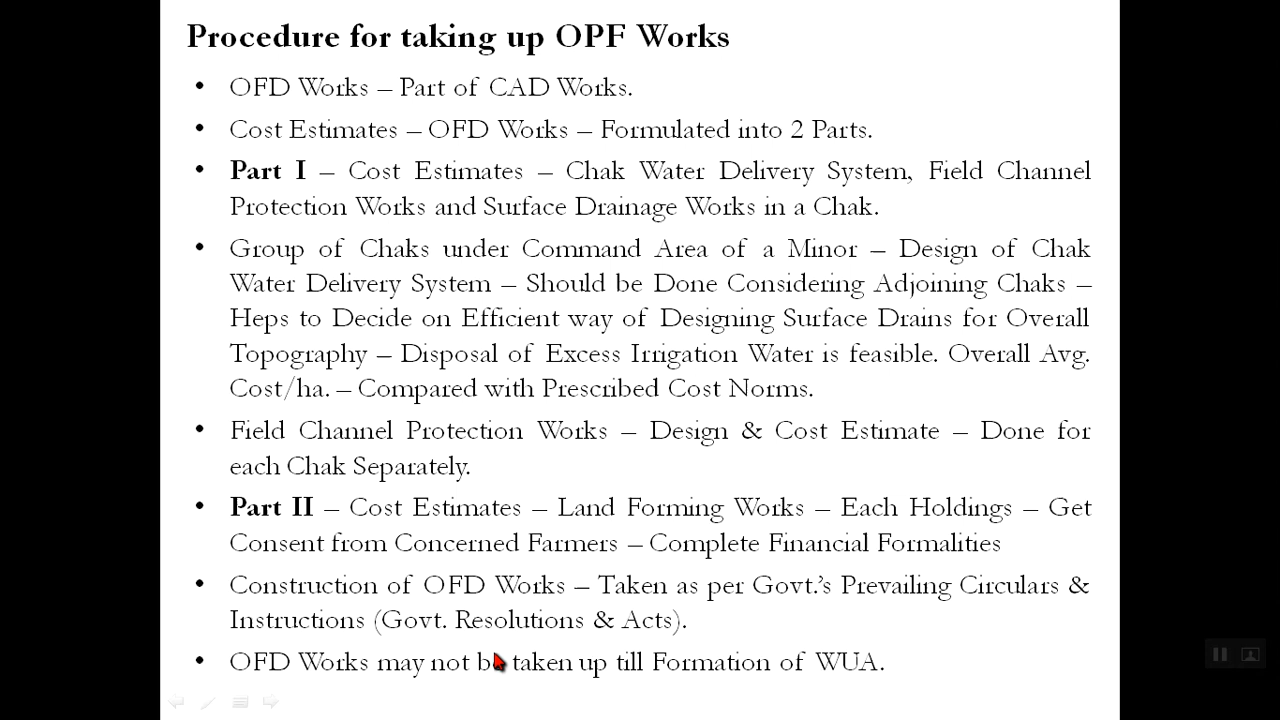 Procedure for taking up OPF Works
• OFD Works – Part of CAD Works.
• Cost Estimates – OFD Works – Formulated into 2 Parts.
• Part I – Cost Estimates – Chak Water Delivery System, Field Channel
Protection Works and Surface Drainage Works in a Chak.
• Group of Chaks under Command Area of a Minor – Design of Chak
Water Delivery System – Should be Done Considering Adjoining Chaks –
Heps to Decide on Efficient way of Designing Surface Drains for Overall
Topography – Disposal of Excess Irrigation Water is feasible. Overall Avg.
Cost/ha. – Compared with Prescribed Cost Norms.
• Field Channel Protection Works – Design & Cost Estimate – Done for
each Chak Separately.
• Part II – Cost Estimates – Land Forming Works – Each Holdings – Get
Consent from Concerned Farmers – Complete Financial Formalities
• Construction of OFD Works – Taken as per Govt.'s Prevailing Circulars &
Instructions (Govt. Resolutions & Acts).
• OFD Works may not be taken up till Formation of WUA.